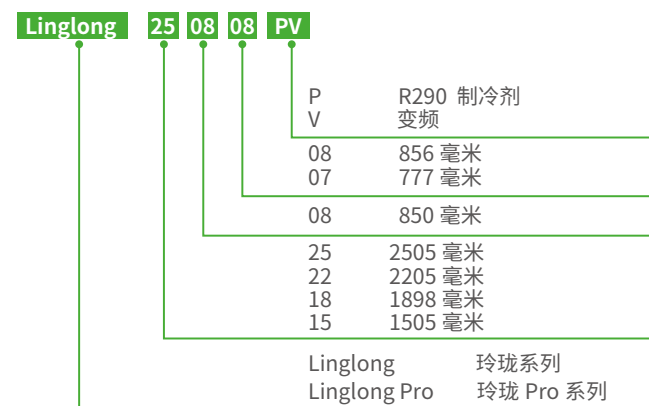 Linglong 25 08 08 PV
P R290 制冷剂
V 变频
08 856 毫米
07 777 毫米
08 850 毫米
25 2505 毫米
22 2205 毫米
18 1898 毫米
15 1505 毫米
Linglong 玲珑系列
Linglong Pro 玲珑 Pro 系列